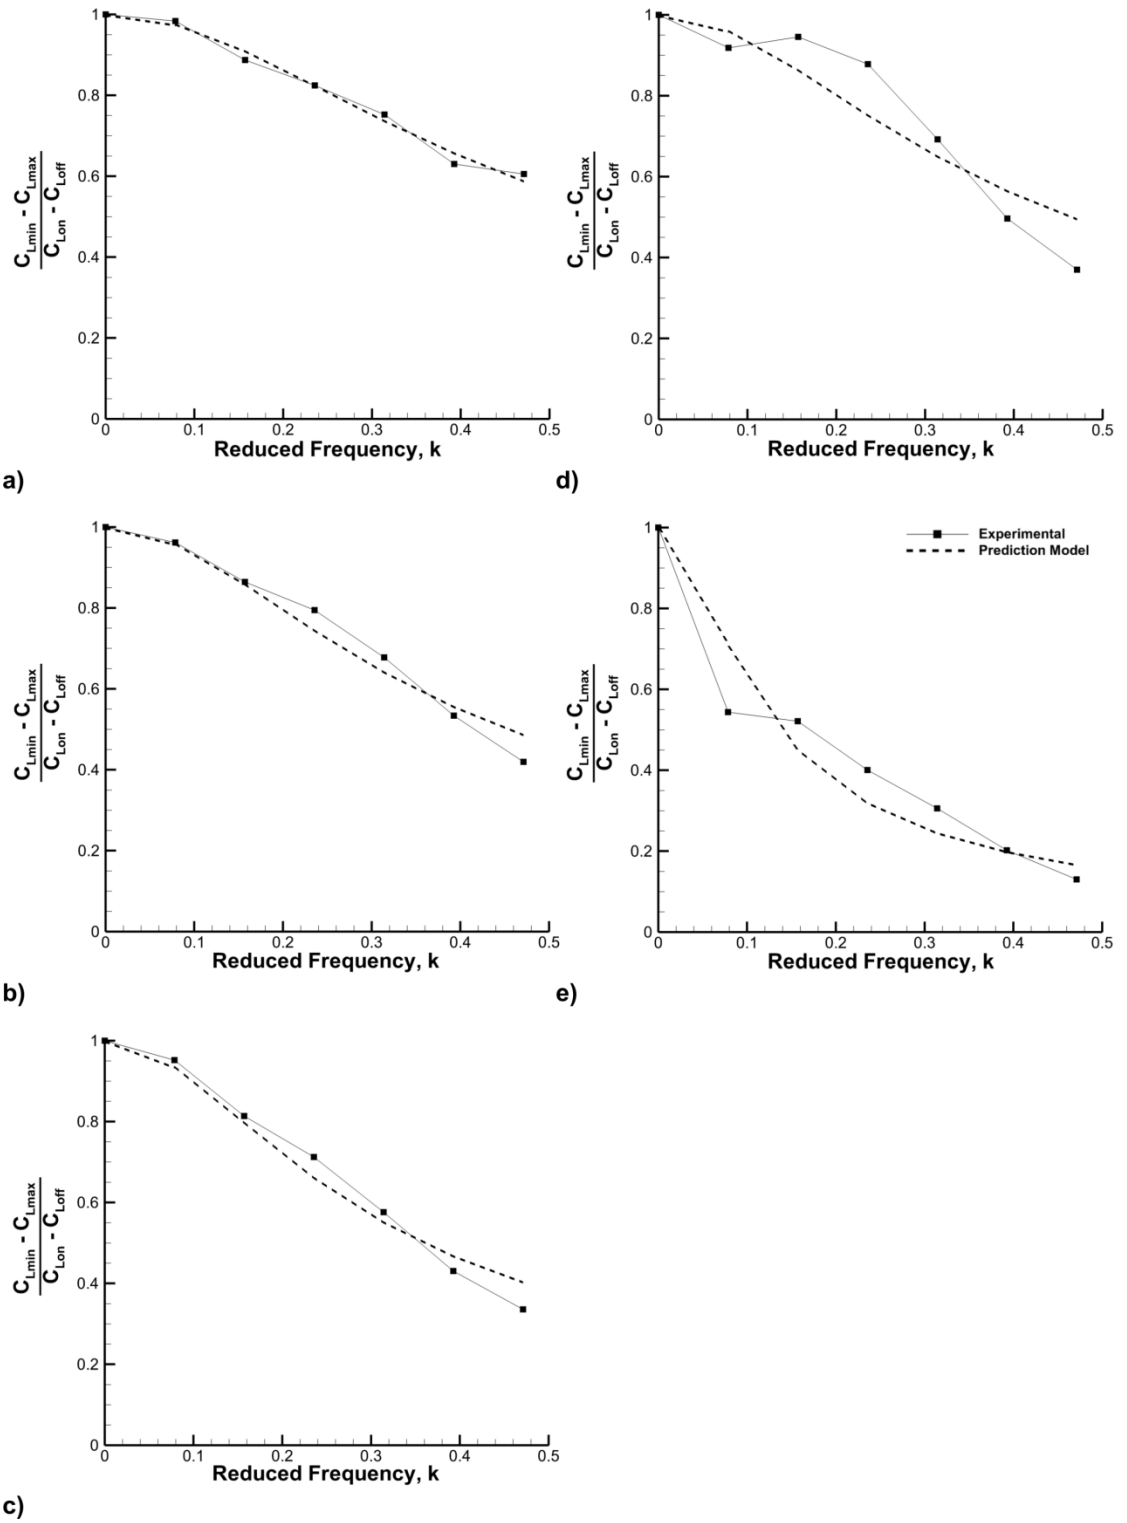 1
0.8
0.6
0.4
0.2
0
C_Lmin - C_Lmax
C_Lon - C_Loff
0 0.1 0.2 0.3 0.4 0.5
Reduced Frequency, k
a)
1
0.8
0.6
0.4
0.2
0
C_Lmin - C_Lmax
C_Lon - C_Loff
0 0.1 0.2 0.3 0.4 0.5
Reduced Frequency, k
d)
1
0.8
0.6
0.4
0.2
0
C_Lmin - C_Lmax
C_Lon - C_Loff
0 0.1 0.2 0.3 0.4 0.5
Reduced Frequency, k
b)
Experimental
Prediction Model
1
0.8
0.6
0.4
0.2
0
C_Lmin - C_Lmax
C_Lon - C_Loff
0 0.1 0.2 0.3 0.4 0.5
Reduced Frequency, k
e)
1
0.8
0.6
0.4
0.2
0
C_Lmin - C_Lmax
C_Lon - C_Loff
0 0.1 0.2 0.3 0.4 0.5
Reduced Frequency, k
c)